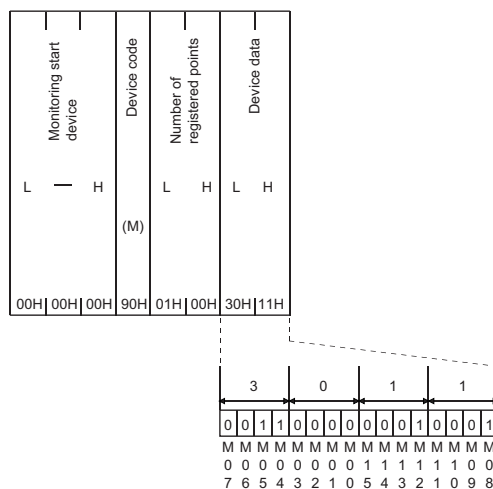 Monitoring start
device
Device code
Number of
registered points
Device data
L — H
L H
L H
(M)
00H 00H 00H 90H 01H 00H 30H 11H
3 0 1 1
0 0 1 1 0 0 0 0 0 0 0 1 0 0 0 1
M M M M M M M M M M M M M M M M
0 0 0 0 0 0 0 0 1 1 1 1 1 1 0 0
7 6 5 4 3 2 1 0 5 4 3 2 1 0 9 8